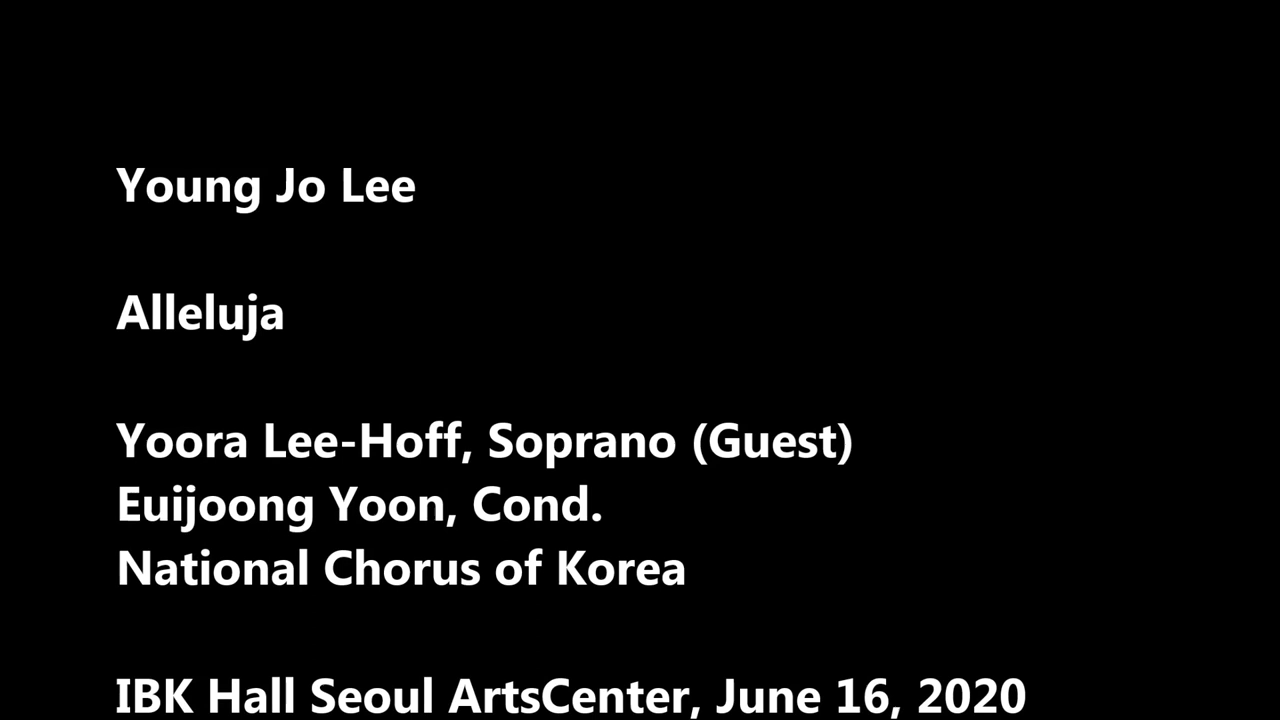 Young Jo Lee
Alleluja
Yoora Lee-Hoff, Soprano (Guest)
Euijoong Yoon, Cond.
National Chorus of Korea
IBK Hall Seoul ArtsCenter, June 16, 2020